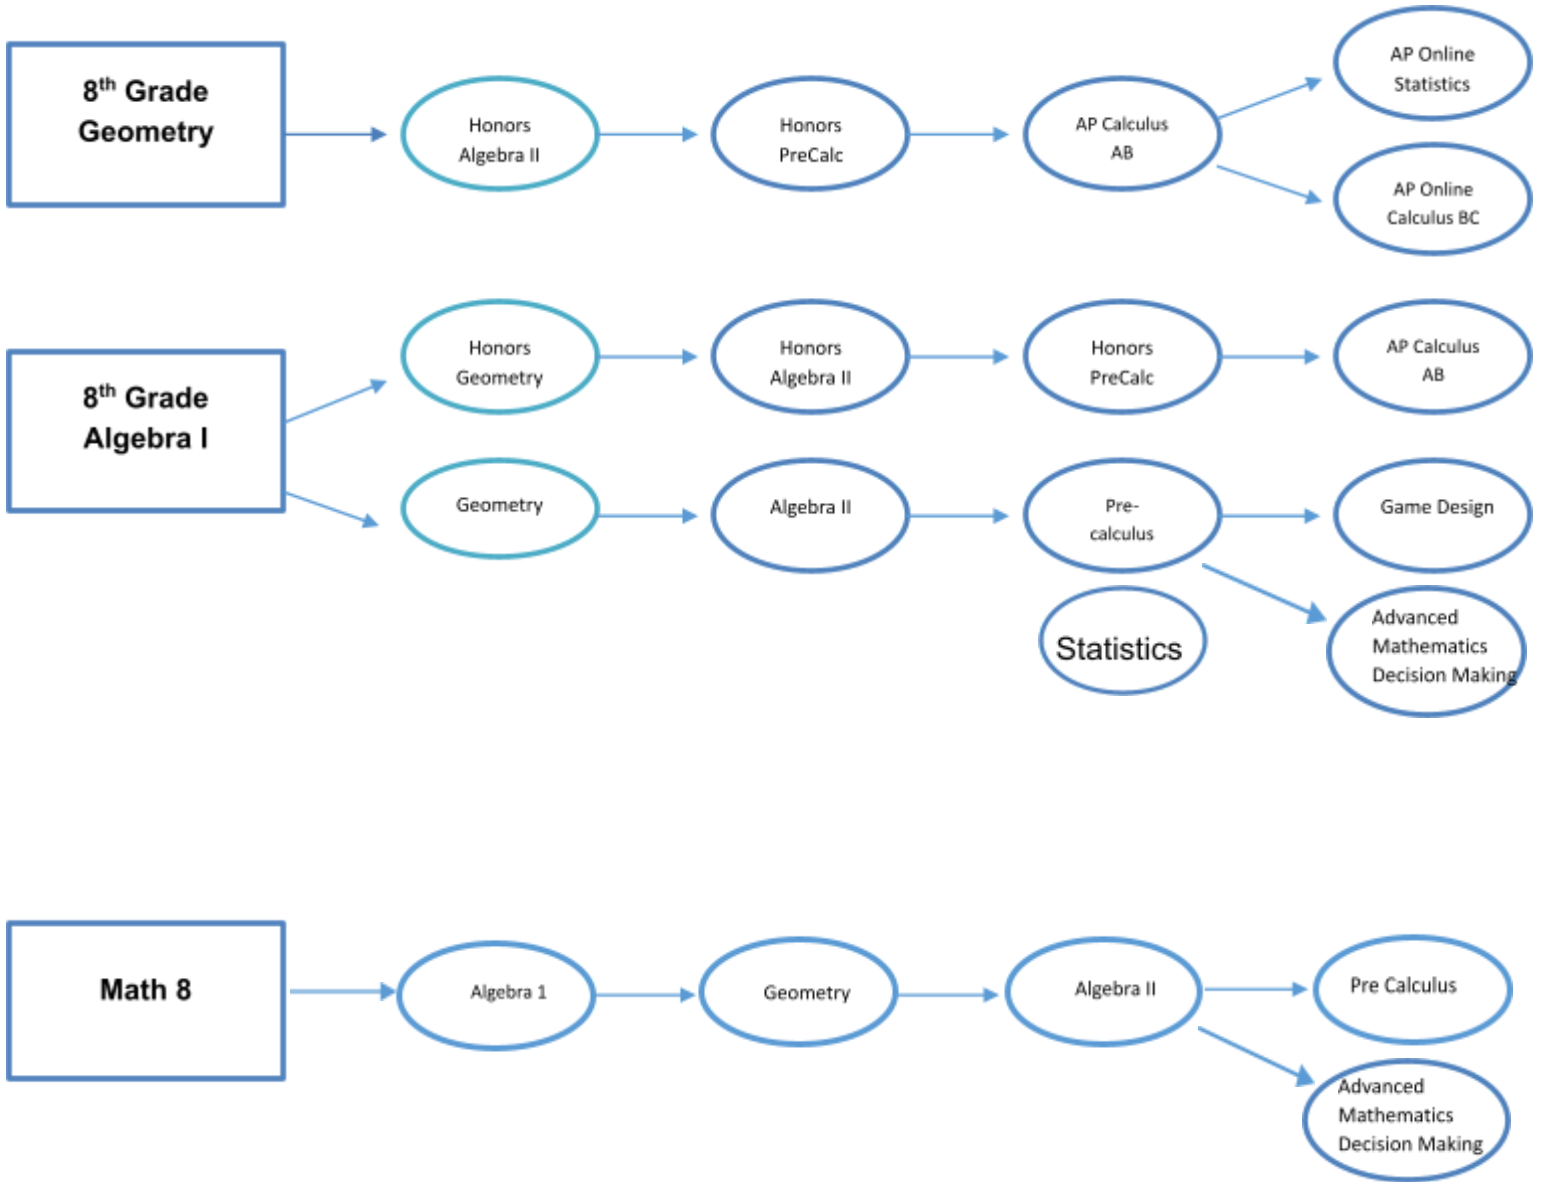 8th Grade
Geometry
Honors
Algebra II
Honors
PreCalc
AP Calculus
AB
AP Online
Statistics
AP Online
Calculus BC
8th Grade
Algebra I
Honors
Geometry
Honors
Algebra II
Honors
PreCalc
AP Calculus
AB
Geometry
Algebra II
Pre-
calculus
Game Design
Statistics
Advanced
Mathematics
Decision Making
Math 8
Algebra 1
Geometry
Algebra II
Pre Calculus
Advanced
Mathematics
Decision Making